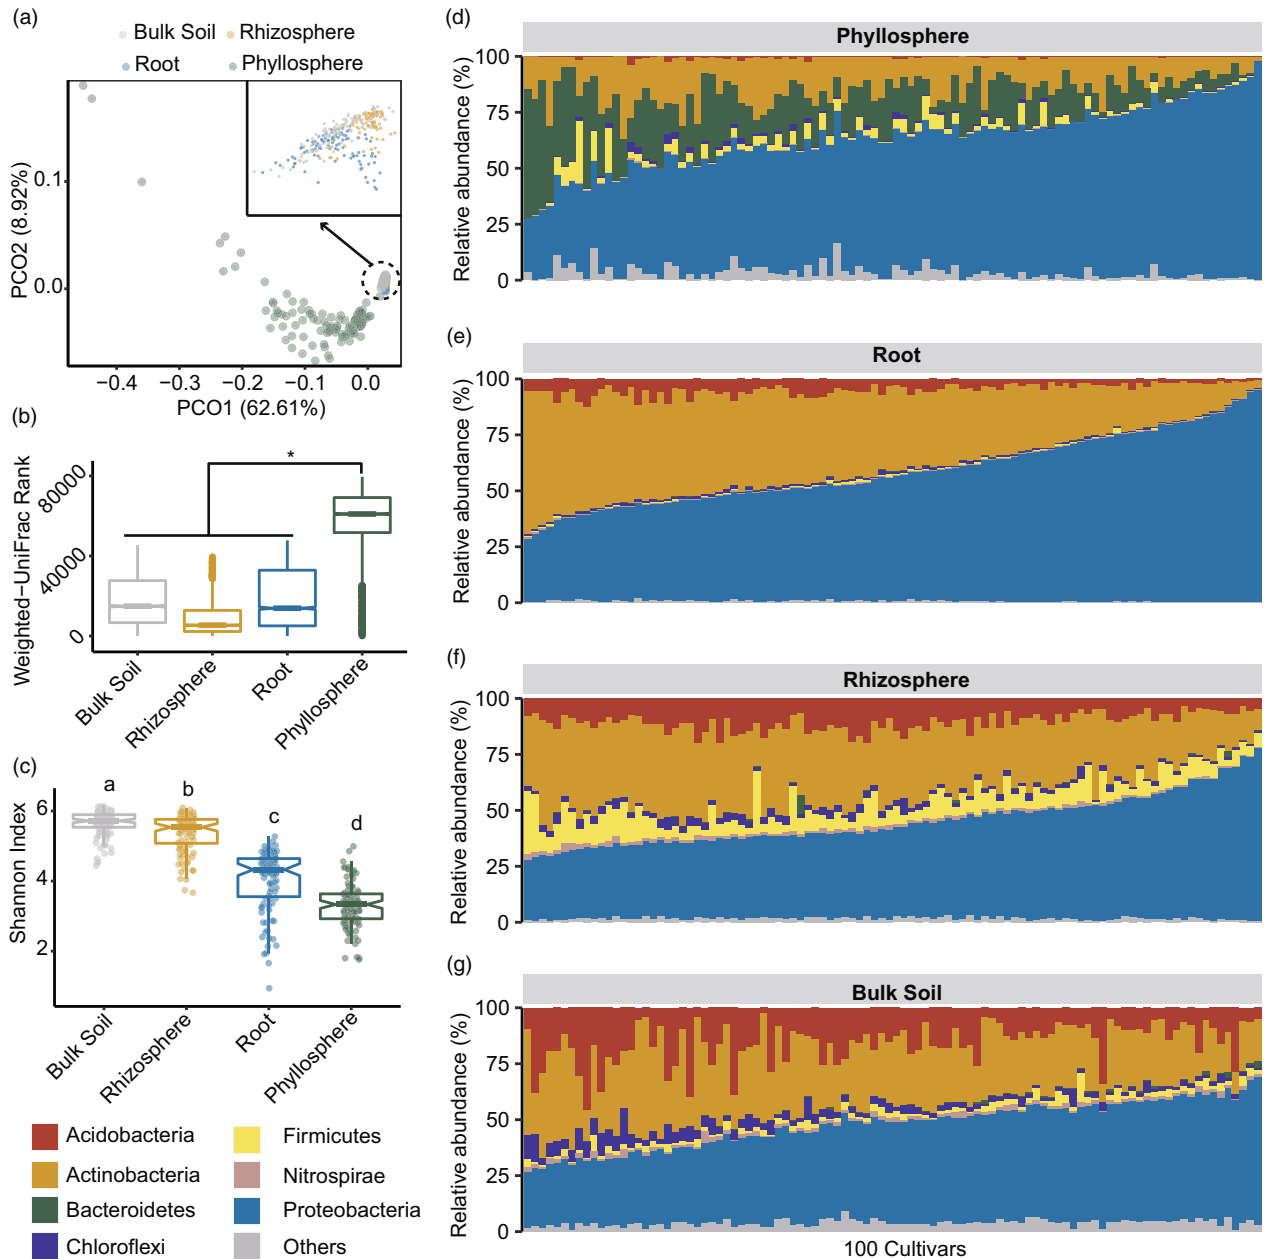 (a)
Bulk Soil
Rhizosphere
Root
Phyllosphere
PCO2 (8.92%)
0.1
0.0
−0.4
−0.3
−0.2
−0.1
0.0
PCO1 (62.61%)
(b)
Weighted−UniFrac Rank
80000
40000
0
*
Bulk Soil
Rhizosphere
Root
Phyllosphere
(c)
Shannon Index
6
4
2
a
b
c
d
Bulk Soil
Rhizosphere
Root
Phyllosphere
Acidobacteria
Actinobacteria
Bacteroidetes
Chloroflexi
Firmicutes
Nitrospirae
Proteobacteria
Others
(d)
Phyllosphere
Relative abundance (%)
100
75
50
25
0
(e)
Root
Relative abundance (%)
100
75
50
25
0
(f)
Rhizosphere
Relative abundance (%)
100
75
50
25
0
(g)
Bulk Soil
Relative abundance (%)
100
75
50
25
0
100 Cultivars